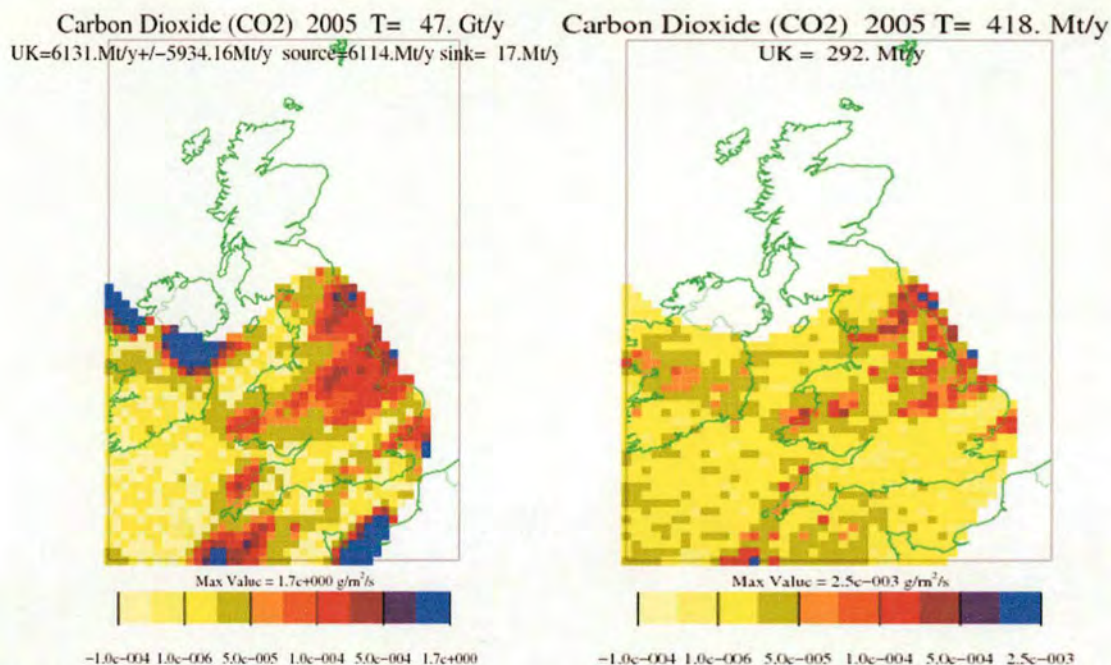 Carbon Dioxide (CO2) 2005 T= 47. Gt/y
UK=6131.Mt/y+/−5934.16Mt/y source=6114.Mt/y sink= 17.Mt/y
Max Value = 1.7e+000 g/m²/s
−1.0e−004 1.0e−006 5.0e−005 1.0e−004 5.0e−004 1.7e+000
Carbon Dioxide (CO2) 2005 T= 418. Mt/y
UK = 292. Mt/y
Max Value = 2.5e−003 g/m²/s
−1.0e−004 1.0e−006 5.0e−005 1.0e−004 5.0e−004 2.5e−003